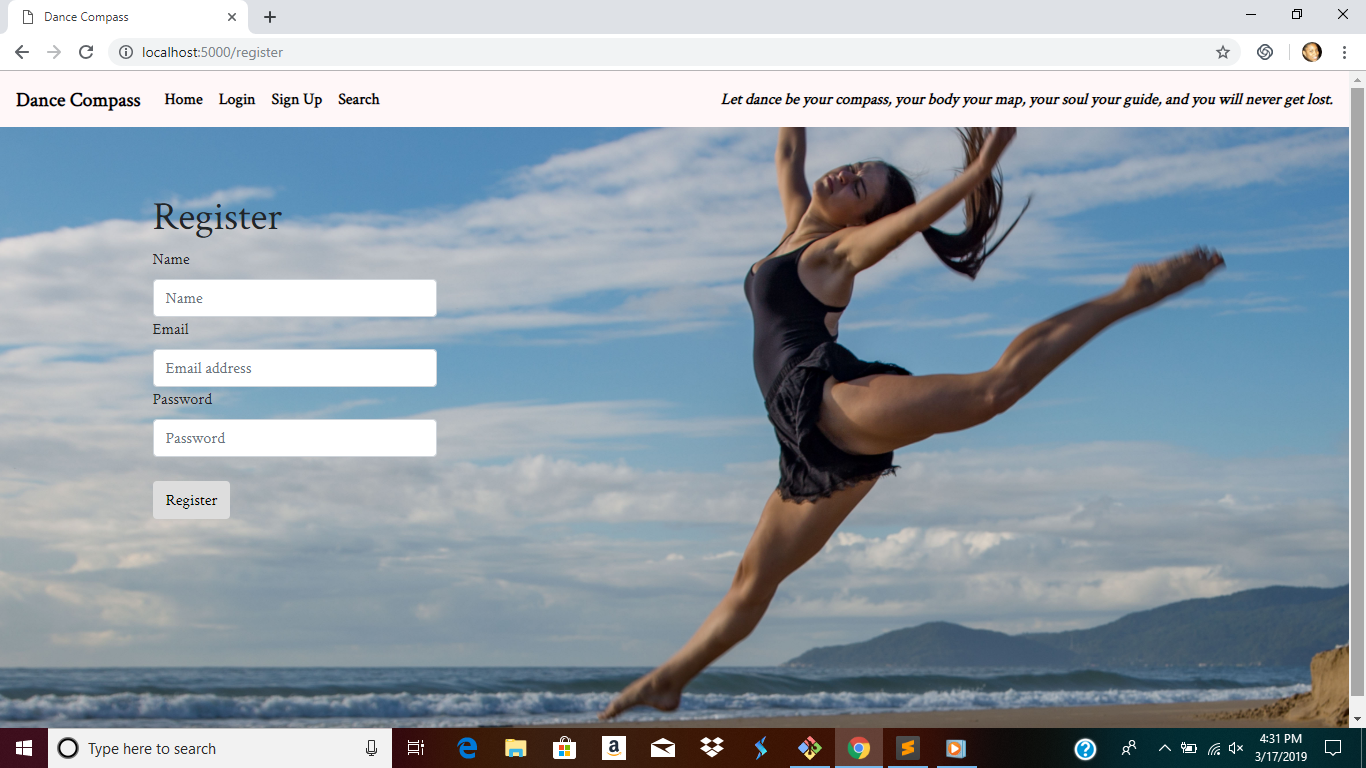 Dance Compass
localhost:5000/register
Dance Compass Home Login Sign Up Search Let dance be your compass, your body your map, your soul your guide, and you will never get lost.
Register
Name
Name
Email
Email address
Password
Password
Register
Type here to search
4:31 PM
3/17/2019